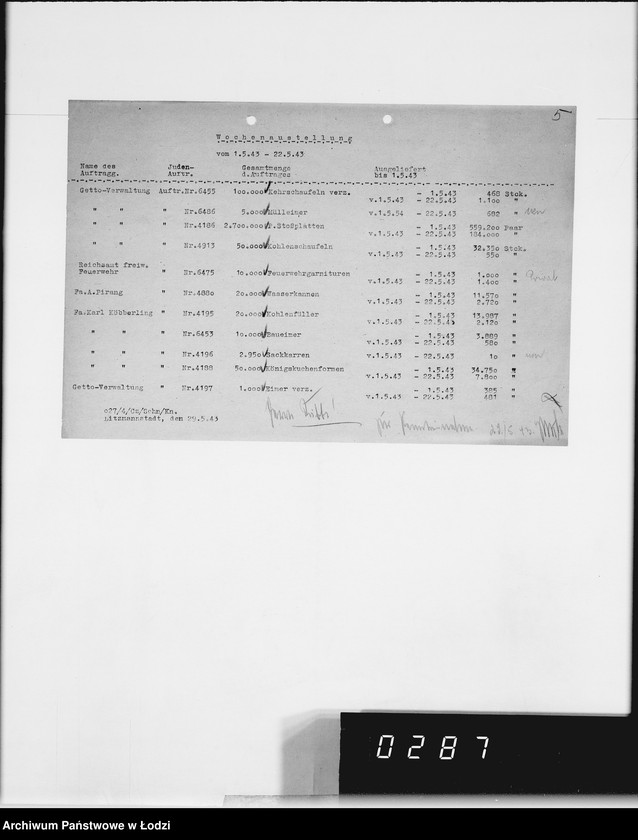 5
Wochenaustellung
vom 1.5.43 - 22.5.43
Name des Juden- Gesamtmenge Ausgeliefert
Auftragg. Auftr. d.Auftrages bis 1.5.43
Getto-Verwaltung Auftr.Nr.6455 100.000 Kehrschaufeln verz. - 1.5.43 468 Stck.
v.1.5.43 - 22.5.43 1.100 "
" " " Nr.6486 5.000 Mülleimer v.1.5.54 - 22.5.43 682 " neu
" " " Nr.4186 2.700.000 P.Stoßplatten - 1.5.43 559.200 Paar
v.1.5.43 - 22.5.43 104.000 "
" " " Nr.4913 50.000 Kohlenschaufeln - 1.5.43 32.350 Stck.
v.1.5.43 - 22.5.43 950 "
Reichsamt freiw.
Feuerwehr " Nr.6475 10.000 Feuerwehrgarnituren - 1.5.43 1.000 "
v.1.5.43 - 22.5.43 1.400 "
Fa.A.Pirung " Nr.4880 20.000 Wasserkannen - 1.5.43 11.570 "
v.1.5.43 - 22.5.43 2.720 "
Fa.Karl Kübberling " Nr.4195 20.000 Kohlenfüller - 1.5.43 13.987 "
v.1.5.43 - 22.5.43 2.120 "
" " " Nr.6453 10.000 Baueimer - 1.5.43 3.889 "
v.1.5.43 - 22.5.43 580 "
" " " Nr.4196 2.950 Sackkarren v.1.5.43 - 22.5.43 10 " neu
" " " Nr.4188 50.000 Königskuchenformen - 1.5.43 34.750 "
v.1.5.43 - 22.5.43 7.800 "
Getto-Verwaltung " Nr.4197 1.000 Eimer verz. - 1.5.43 385 "
v.1.5.43 - 22.5.43 481 "
027/4/Cz/Schm/Kn.
Litzmannstadt, den 29.5.43
0287
Archiwum Państwowe w Łodzi